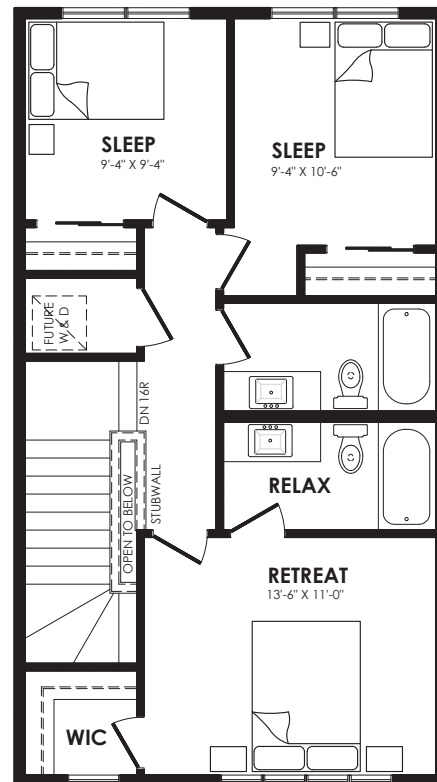 SLEEP
9'-4" X 9'-4"
SLEEP
9'-4" X 10'-6"
FUTURE
W & D
DN 16R
STUBWALL
OPEN TO BELOW
RELAX
RETREAT
13'-6" X 11'-0"
WIC